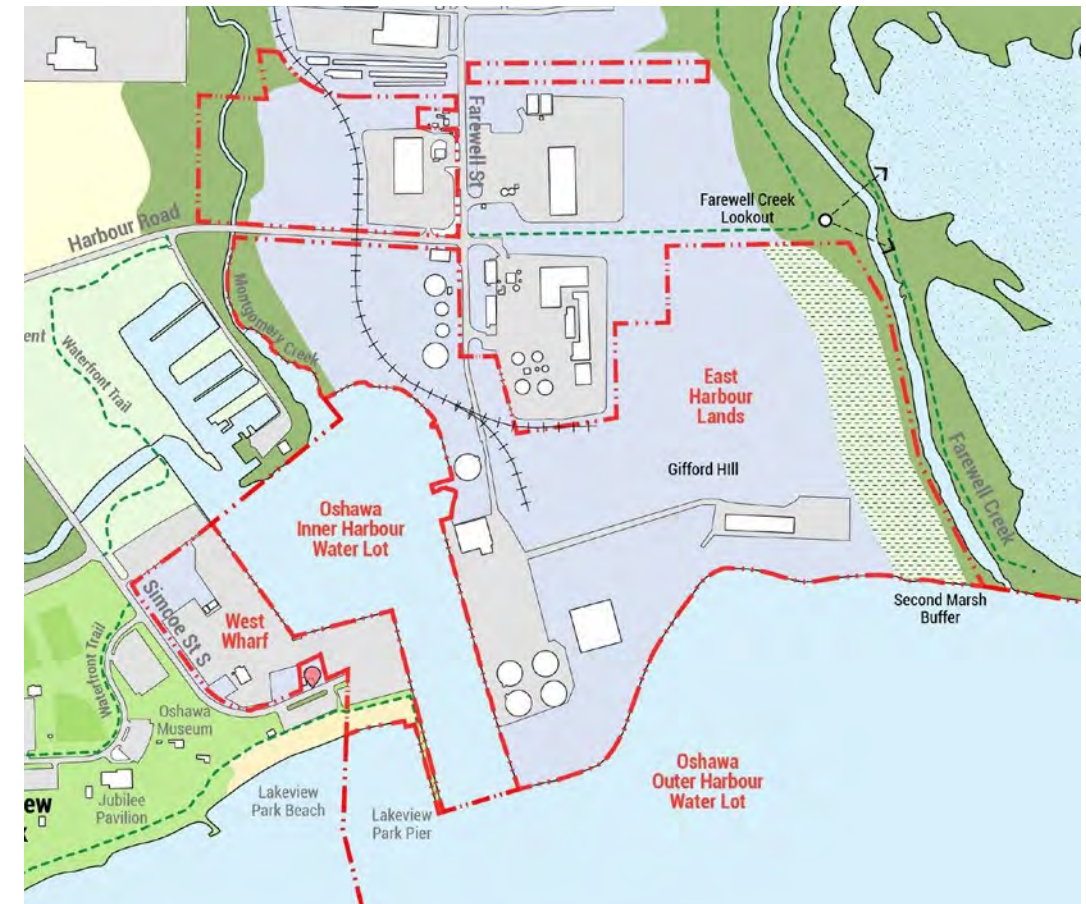 Farewell St
Farewell Creek
Lookout
Harbour Road
Montgomery Creek
ent
Waterfront Trail
East
Harbour
Lands
Gifford HIll
Farewell Creek
Oshawa
Inner Harbour
Water Lot
Second Marsh
Buffer
Simcoe St S
West
Wharf
Waterfront Trail
Oshawa
Museum
Oshawa
Outer Harbour
Water Lot
Lakeview
Park Beach
Lakeview
Park Pier
ew
Jubilee
Pavilion